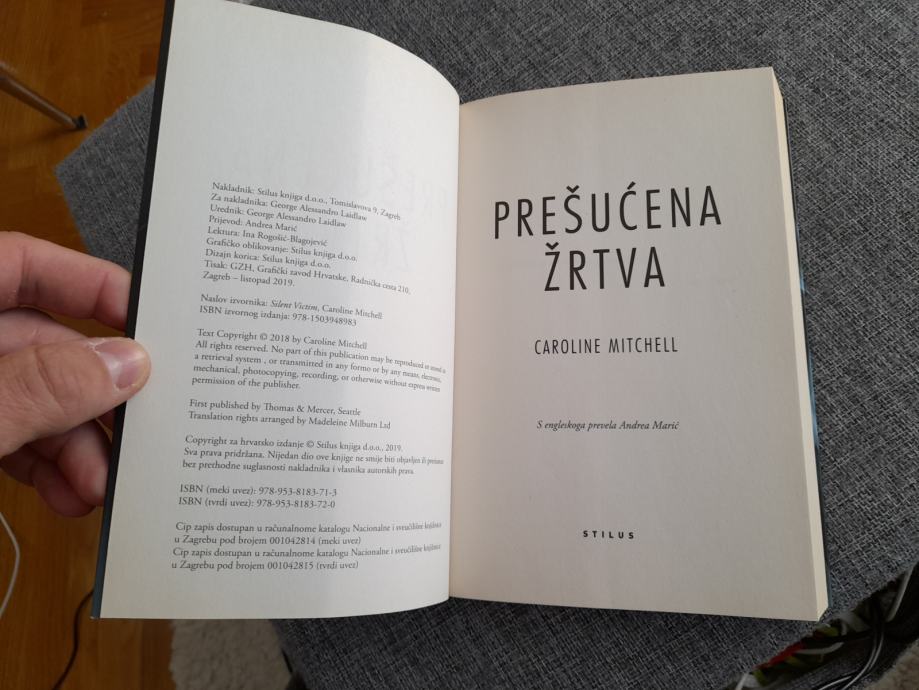 Nakladnik: Stilus knjiga d.o.o., Tomislavova 9, Zagreb
Za nakladnika: George Alessandro Laidlaw
Urednik: George Alessandro Laidlaw
Prijevod: Andrea Marić
Lektura: Ina Rogošić-Blagojević
Grafičko oblikovanje: Stilus knjiga d.o.o.
Dizajn korica: Stilus knjiga d.o.o.
Tisak: GZH, Grafički zavod Hrvatske, Radnička cesta 210,
Zagreb – listopad 2019.
Naslov izvornika: Silent Victim, Caroline Mitchell
ISBN izvornog izdanja: 978-1503948983
Text Copyright © 2018 by Caroline Mitchell
All rights reserved. No part of this publication may be reproduced or stored in
a retrieval system , or transmitted in any formo or by any means, electronic,
mechanical, photocopying, recording, or otherwise without express written
permission of the publisher.
First published by Thomas & Mercer, Seattle
Translation rights arranged by Madeleine Milburn Ltd
Copyright za hrvatsko izdanje © Stilus knjiga d.o.o., 2019.
Sva prava pridržana. Nijedan dio ove knjige ne smije biti objavljen ili pretisnut
bez prethodne suglasnosti nakladnika i vlasnika autorskih prava.
ISBN (meki uvez): 978-953-8183-71-3
ISBN (tvrdi uvez): 978-953-8183-72-0
Cip zapis dostupan u računalnome katalogu Nacionalne i sveučilišne knjižnice
u Zagrebu pod brojem 001042814 (meki uvez)
Cip zapis dostupan u računalnome katalogu Nacionalne i sveučilišne knjižnice
u Zagrebu pod brojem 001042815 (tvrdi uvez)
PREŠUĆENA
ŽRTVA
CAROLINE MITCHELL
S engleskoga prevela Andrea Marić
STILUS